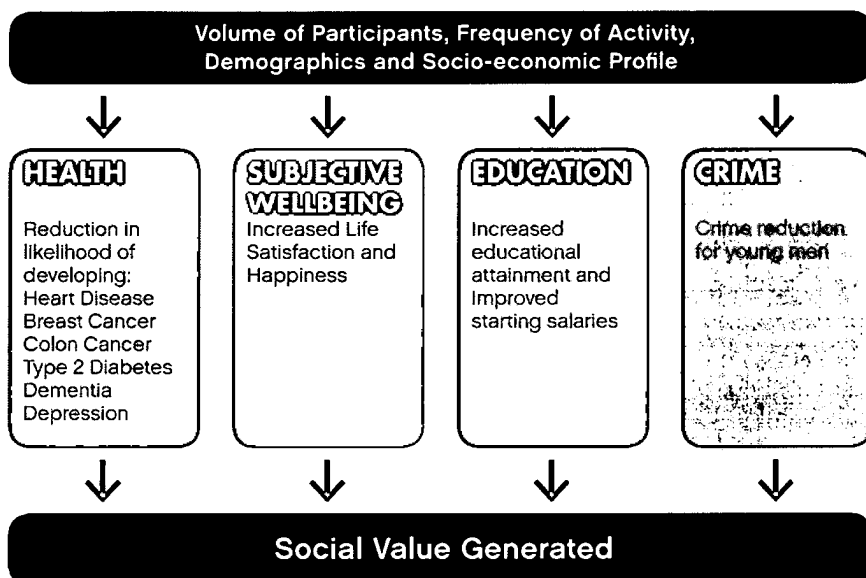 Volume of Participants, Frequency of Activity,
Demographics and Socio-economic Profile
HEALTH
Reduction in
likelihood of
developing:
Heart Disease
Breast Cancer
Colon Cancer
Type 2 Diabetes
Dementia
Depression
SUBJECTIVE
WELLBEING
Increased Life
Satisfaction and
Happiness
EDUCATION
Increased
educational
attainment and
Improved
starting salaries
CRIME
Crime reduction
for young men
Social Value Generated